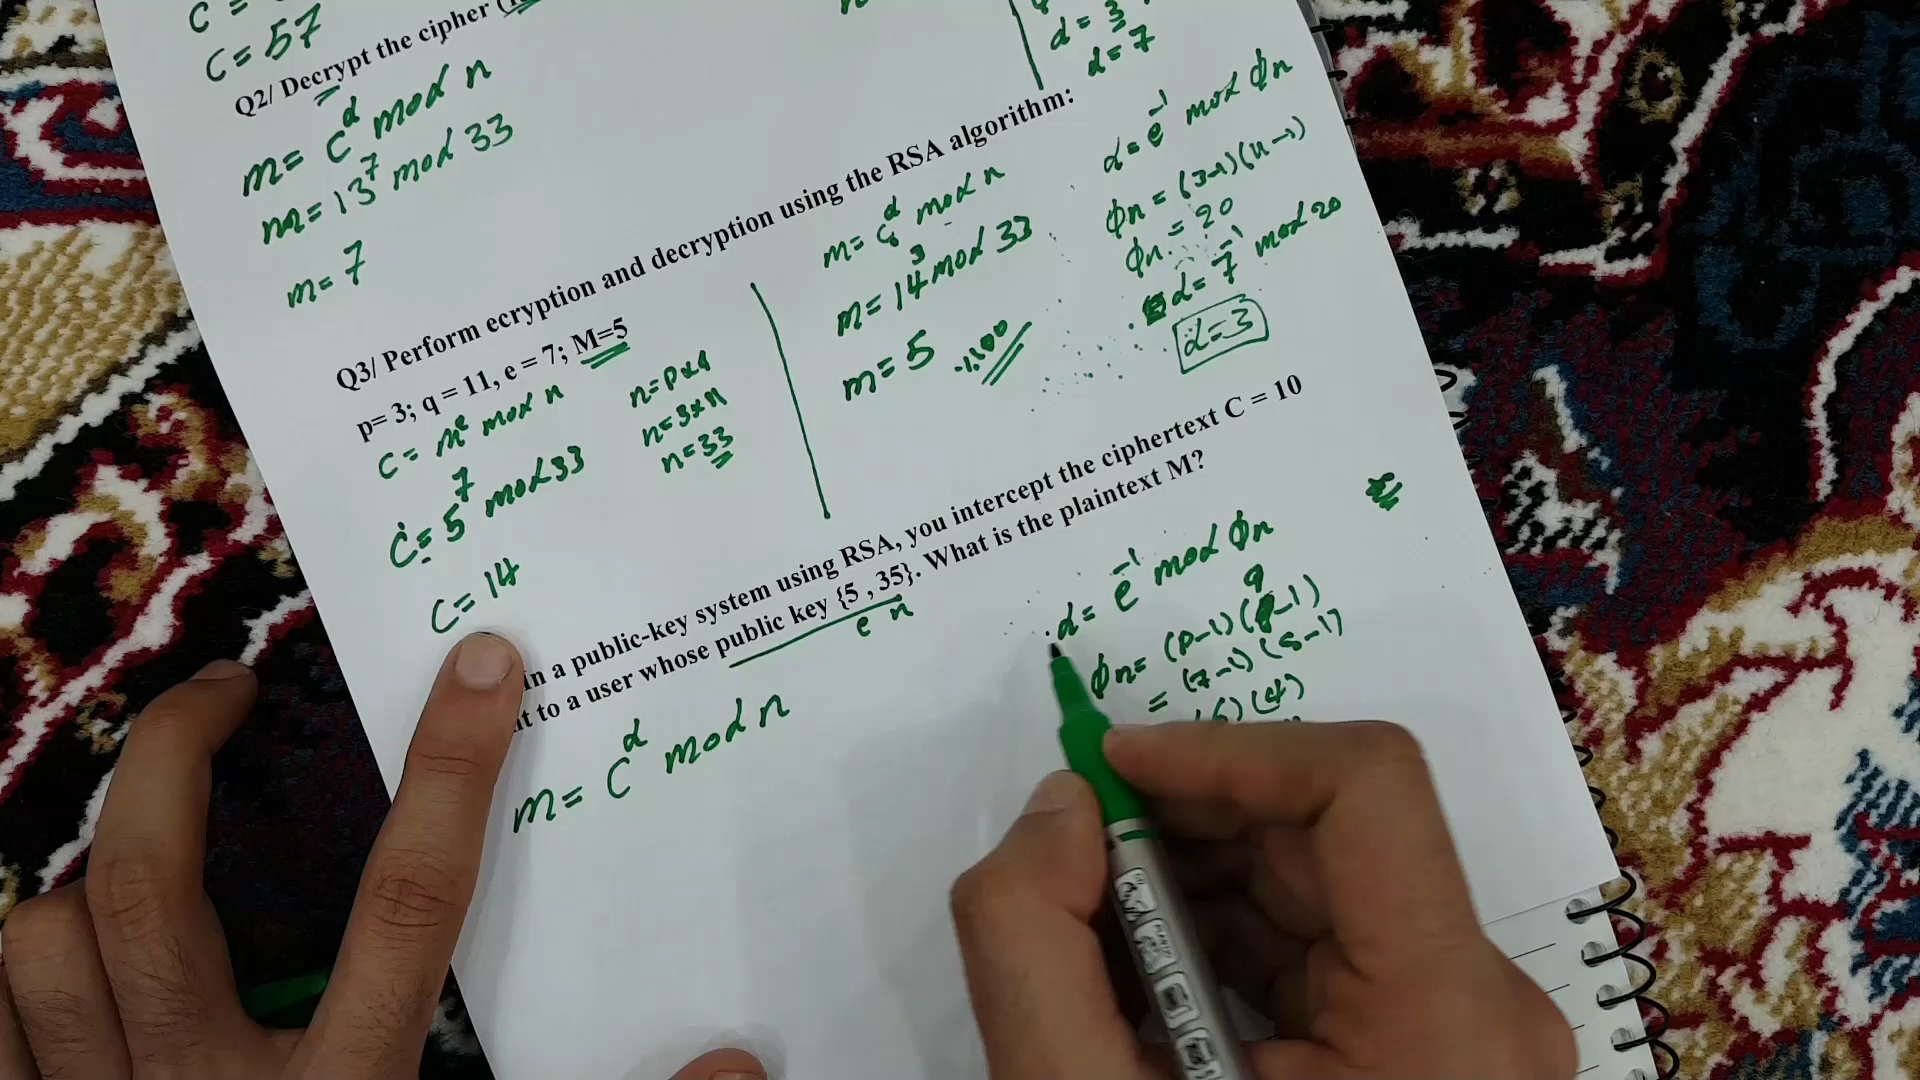 C =
C = 57
Q2/ Decrypt the cipher
m = C^d mod n
m = 13^7 mod 33
m = 7
d = 3
d = 7
Q3/ Perform ecryption and decryption using the RSA algorithm:
p= 3; q = 11, e = 7; M=5
C = M^e mod n
C = 5^7 mod 33
C = 14
n = p x q
n = 3 x 11
n = 33
m = C^d mod n
m = 14^3 mod 33
m = 5
%100
d = e^-1 mod Φn
Φn = (3-1)(11-1)
Φn = 20
d = 7^-1 mod 20
d = 3
in a public-key system using RSA, you intercept the ciphertext C = 10
nt to a user whose public key {5 , 35}. What is the plaintext M?
e n
m = C^d mod n
d = e^-1 mod Φn
Φn = (p-1)(q-1)
= (7-1)(5-1)
(6)(4)